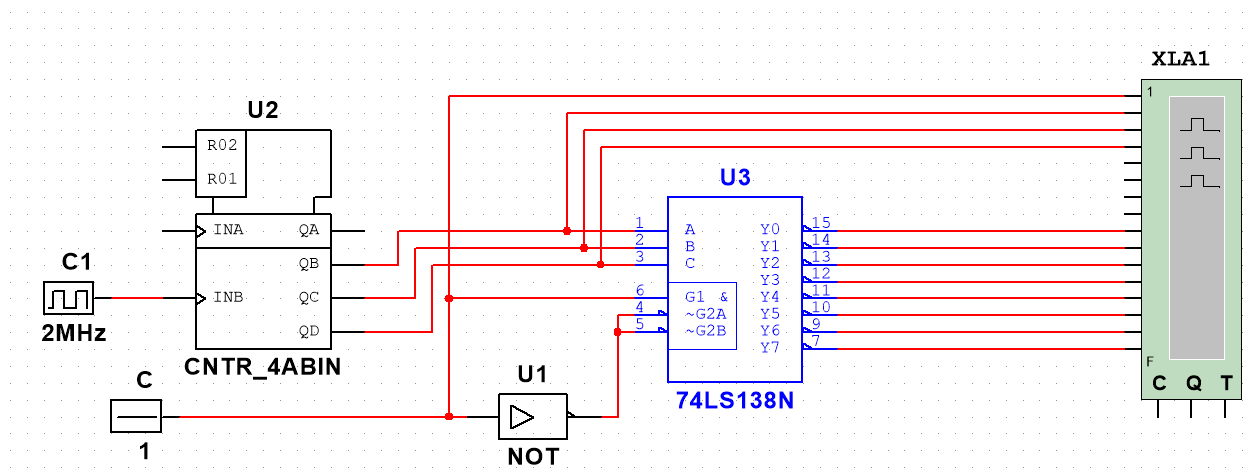 XLA1
1
U2
R02
R01
INA QA
QB
C1
INB QC
2MHz
QD
CNTR_4ABIN
C
1
U1
NOT
U3
1 A Y0 15
2 B Y1 14
3 C Y2 13
Y3 12
6 G1 & Y4 11
4 ~G2A Y5 10
5 ~G2B Y6 9
Y7 7
74LS138N
F
C Q T